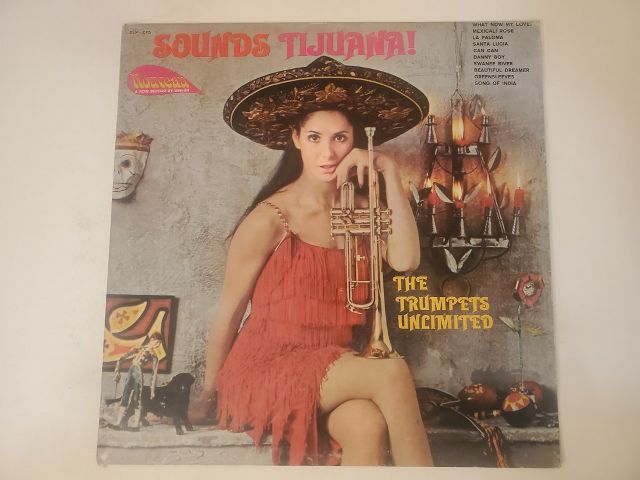 SOUNDS TIJUANA!
WHAT NOW MY LOVE
MEXICALI ROSE
LA PALOMA
SANTA LUCIA
CAN CAN
DANNY BOY
SWANEE RIVER
BEAUTIFUL DREAMER
GREENSLEEVES
SONG OF INDIA
THE
TRUMPETS
UNLIMITED